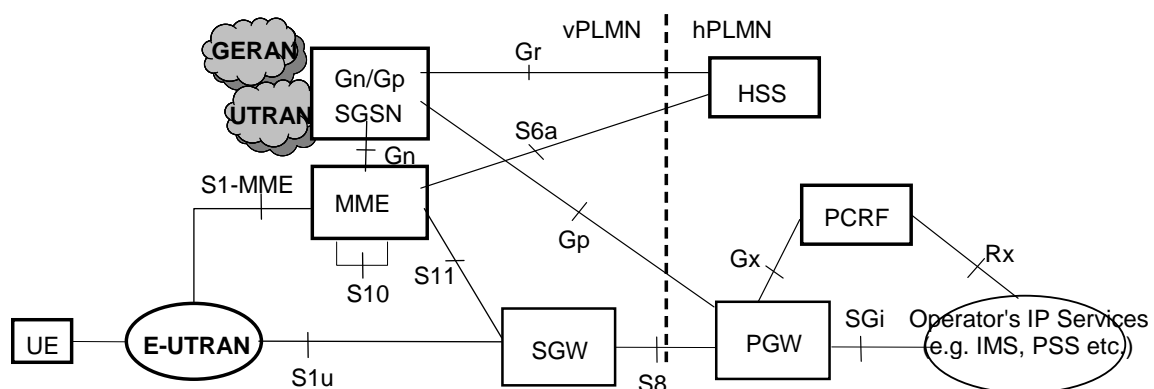 vPLMN
hPLMN
GERAN
Gr
Gn/Gp
SGSN
HSS
UTRAN
S6a
Gn
S1-MME
MME
PCRF
Gp
Gx
Rx
S11
S10
SGi
Operator's IP Services
e.g. IMS, PSS etc.)
UE
E-UTRAN
SGW
PGW
S1u
S8